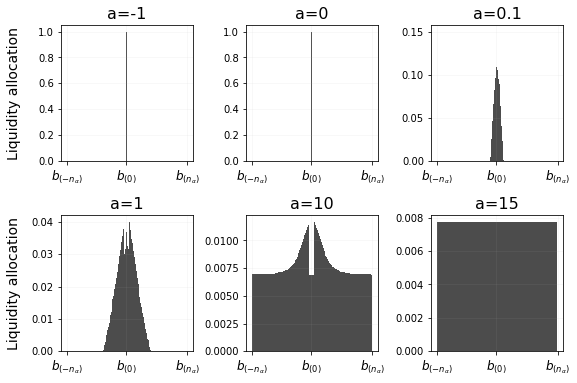 a=-1 a=0 a=0.1
Liquidity allocation
1.0 0.8 0.6 0.4 0.2 0.0
1.0 0.8 0.6 0.4 0.2 0.0
0.15 0.10 0.05 0.00
b(−nα) b(0) b(nα) b(−nα) b(0) b(nα) b(−nα) b(0) b(nα)
a=1 a=10 a=15
Liquidity allocation
0.04 0.03 0.02 0.01 0.00
0.0100 0.0075 0.0050 0.0025 0.0000
0.008 0.006 0.004 0.002 0.000
b(−nα) b(0) b(nα) b(−nα) b(0) b(nα) b(−nα) b(0) b(nα)